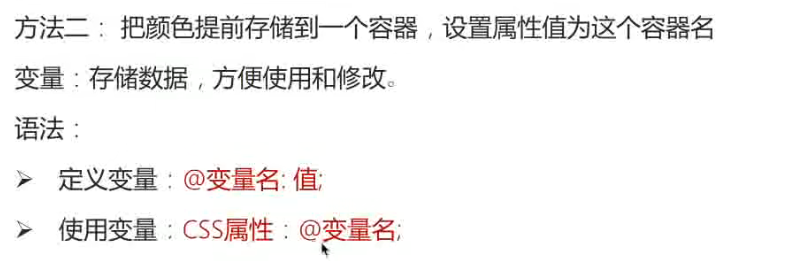 方法二： 把颜色提前存储到一个容器，设置属性值为这个容器名
变量：存储数据，方便使用和修改。
语法：
➢ 定义变量：@变量名: 值;
➢ 使用变量：CSS属性：@变量名;